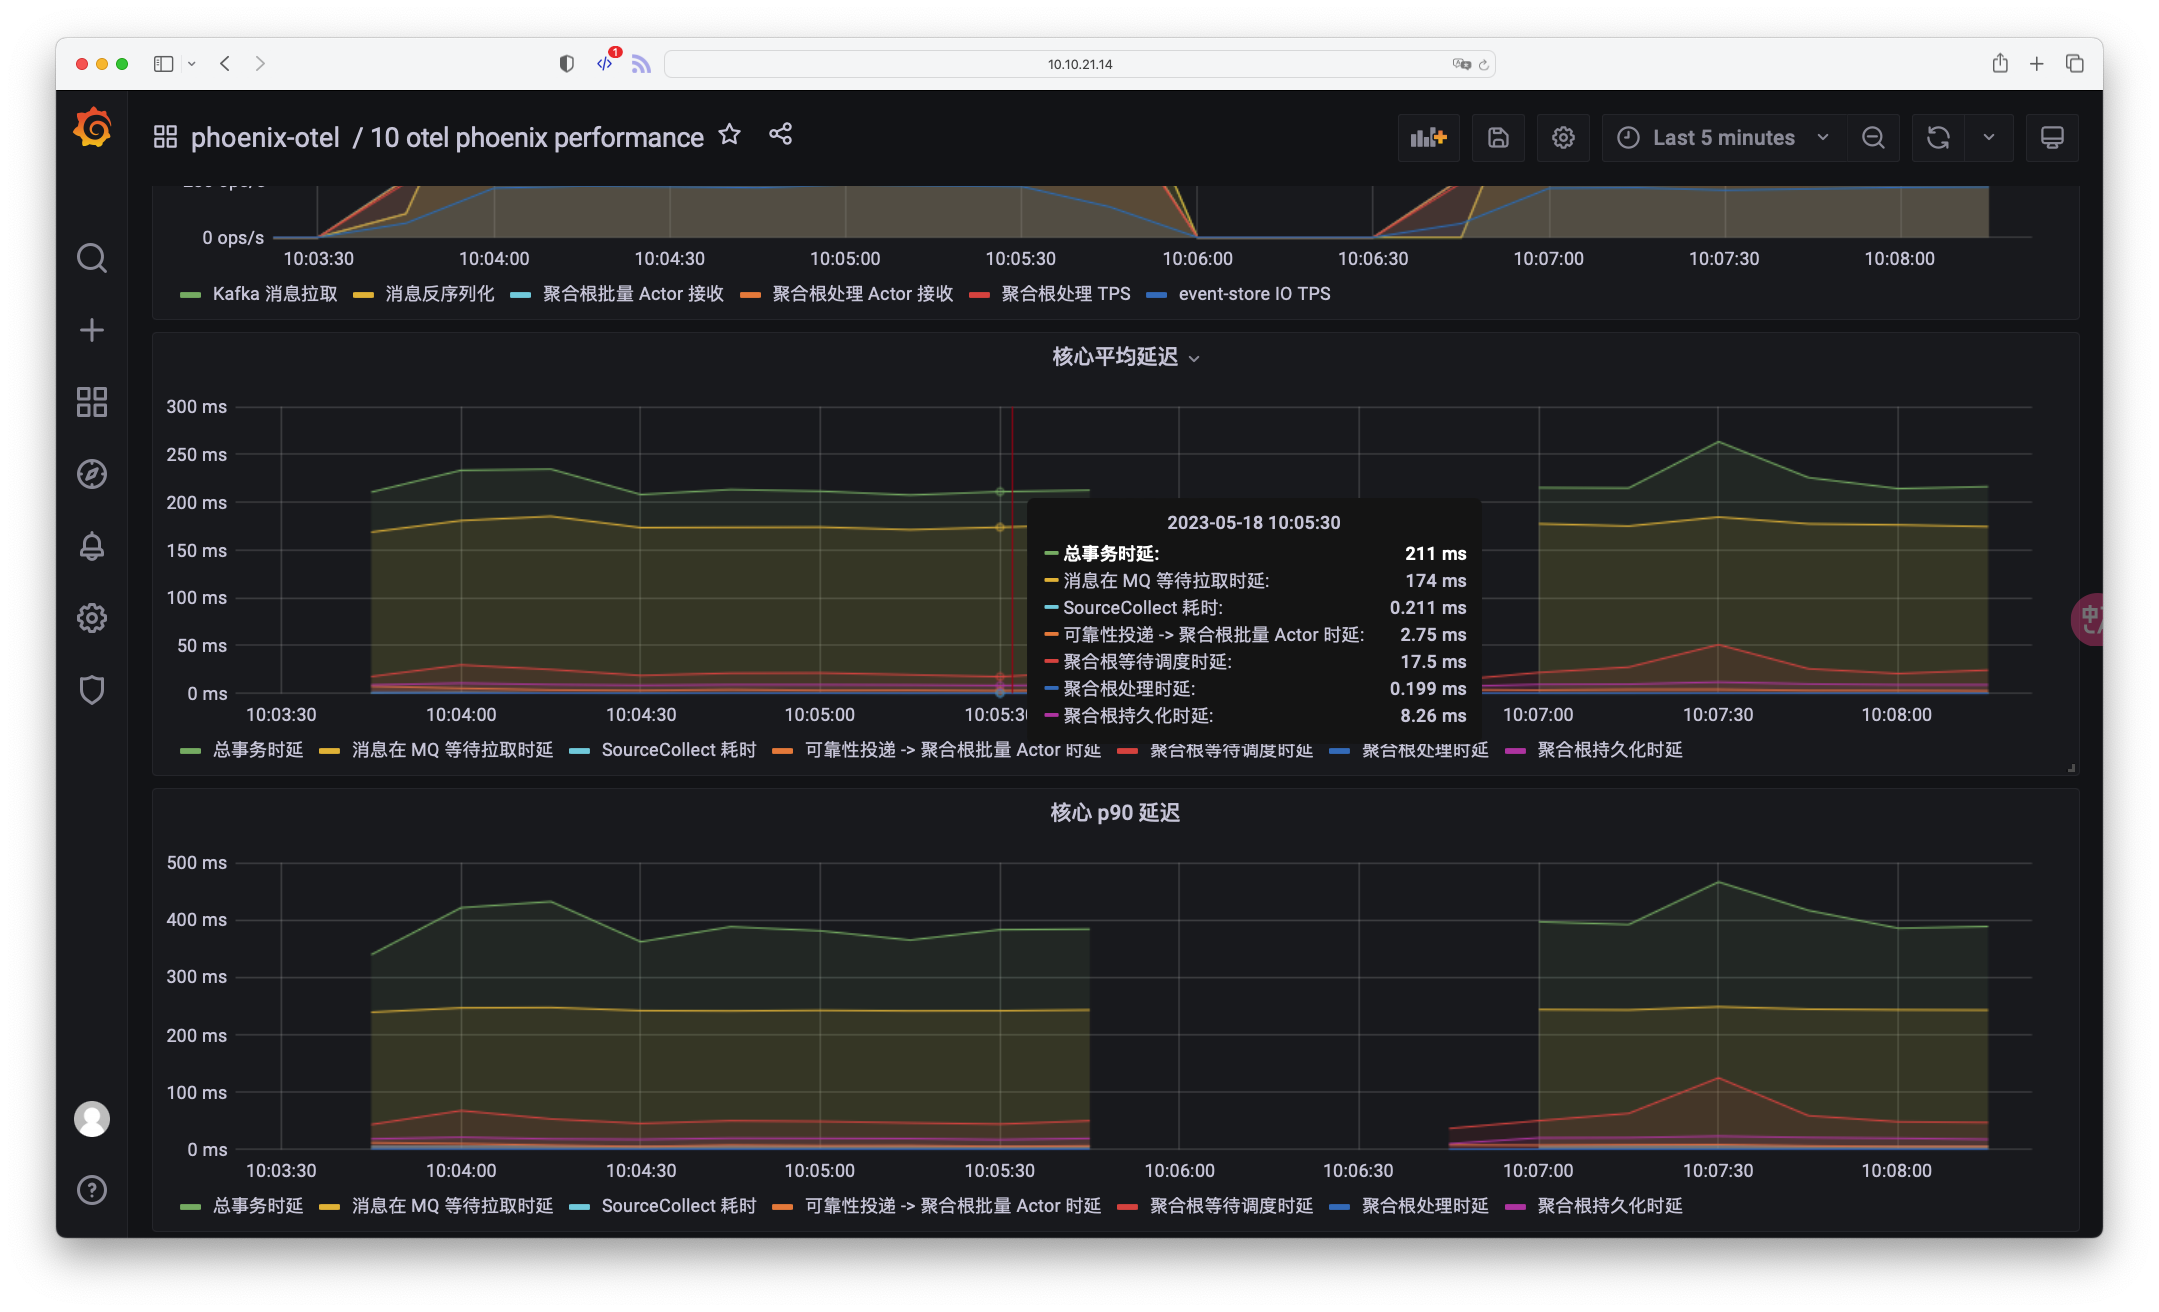 1
10.10.21.14
phoenix-otel / 10 otel phoenix performance
Last 5 minutes
0 ops/s
10:03:30 10:04:00 10:04:30 10:05:00 10:05:30 10:06:00 10:06:30 10:07:00 10:07:30 10:08:00
Kafka 消息拉取 消息反序列化 聚合根批量 Actor 接收 聚合根处理 Actor 接收 聚合根处理 TPS event-store IO TPS
核心平均延迟
300 ms
250 ms
200 ms
150 ms
100 ms
50 ms
0 ms
10:03:30 10:04:00 10:04:30 10:05:00 10:05:30 10:07:00 10:07:30 10:08:00
2023-05-18 10:05:30
总事务时延: 211 ms
消息在 MQ 等待拉取时延: 174 ms
SourceCollect 耗时: 0.211 ms
可靠性投递 -> 聚合根批量 Actor 时延: 2.75 ms
聚合根等待调度时延: 17.5 ms
聚合根处理时延: 0.199 ms
聚合根持久化时延: 8.26 ms
总事务时延 消息在 MQ 等待拉取时延 SourceCollect 耗时 可靠性投递 -> 聚合根批量 Actor 时延 聚合根等待调度时延 聚合根处理时延 聚合根持久化时延
核心 p90 延迟
500 ms
400 ms
300 ms
200 ms
100 ms
0 ms
10:03:30 10:04:00 10:04:30 10:05:00 10:05:30 10:06:00 10:06:30 10:07:00 10:07:30 10:08:00
总事务时延 消息在 MQ 等待拉取时延 SourceCollect 耗时 可靠性投递 -> 聚合根批量 Actor 时延 聚合根等待调度时延 聚合根处理时延 聚合根持久化时延